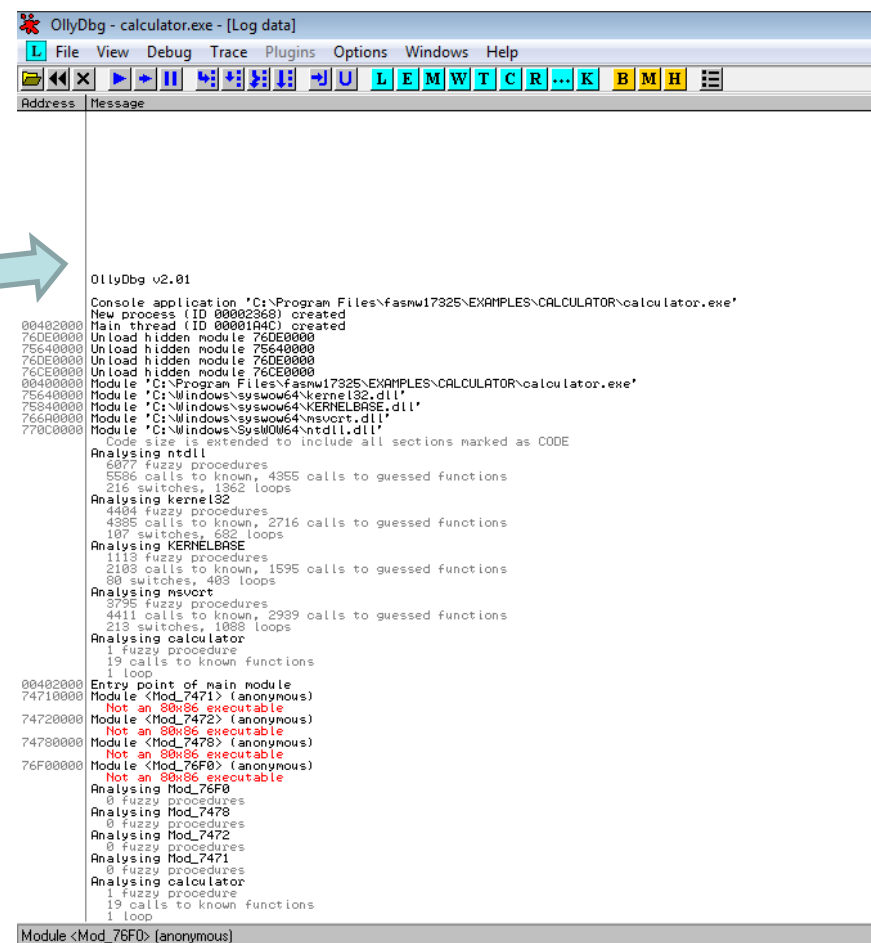 OllyDbg - calculator.exe - [Log data]
L File View Debug Trace Plugins Options Windows Help
U L E M W T C R ... K B M H
Address Message
OllyDbg v2.01
Console application 'C:\Program Files\fasmw17325\EXAMPLES\CALCULATOR\calculator.exe'
New process (ID 00002368) created
00402000 Main thread (ID 00001A4C) created
76DE0000 Unload hidden module 76DE0000
75640000 Unload hidden module 75640000
76DE0000 Unload hidden module 76DE0000
76CE0000 Unload hidden module 76CE0000
00400000 Module 'C:\Program Files\fasmw17325\EXAMPLES\CALCULATOR\calculator.exe'
75640000 Module 'C:\Windows\syswow64\kernel32.dll'
75840000 Module 'C:\Windows\syswow64\KERNELBASE.dll'
766A0000 Module 'C:\Windows\syswow64\msvcrt.dll'
770C0000 Module 'C:\Windows\SysWOW64\ntdll.dll'
Code size is extended to include all sections marked as CODE
Analysing ntdll
6077 fuzzy procedures
5586 calls to known, 4355 calls to guessed functions
216 switches, 1362 loops
Analysing kernel32
4404 fuzzy procedures
4385 calls to known, 2716 calls to guessed functions
107 switches, 682 loops
Analysing KERNELBASE
1113 fuzzy procedures
2103 calls to known, 1595 calls to guessed functions
80 switches, 403 loops
Analysing msvcrt
3795 fuzzy procedures
4411 calls to known, 2939 calls to guessed functions
213 switches, 1088 loops
Analysing calculator
1 fuzzy procedure
19 calls to known functions
1 loop
00402000 Entry point of main module
74710000 Module <Mod_7471> (anonymous)
Not an 80x86 executable
74720000 Module <Mod_7472> (anonymous)
Not an 80x86 executable
74780000 Module <Mod_7478> (anonymous)
Not an 80x86 executable
76F00000 Module <Mod_76F0> (anonymous)
Not an 80x86 executable
Analysing Mod_76F0
0 fuzzy procedures
Analysing Mod_7478
0 fuzzy procedures
Analysing Mod_7472
0 fuzzy procedures
Analysing Mod_7471
0 fuzzy procedures
Analysing calculator
1 fuzzy procedure
19 calls to known functions
1 loop
Module <Mod_76F0> (anonymous)